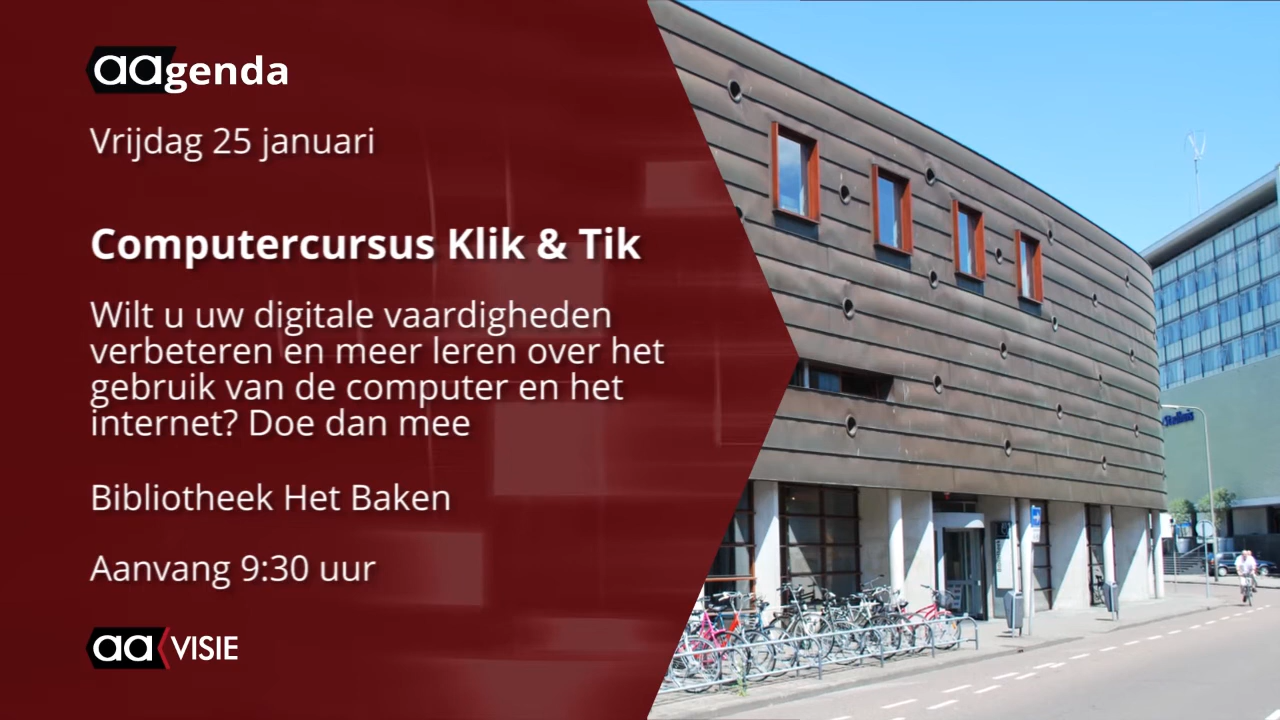 aagenda
Vrijdag 25 januari
Computercursus Klik & Tik
Wilt u uw digitale vaardigheden
verbeteren en meer leren over het
gebruik van de computer en het
internet? Doe dan mee
Bibliotheek Het Baken
Aanvang 9:30 uur
aa VISIE
Stadhuis